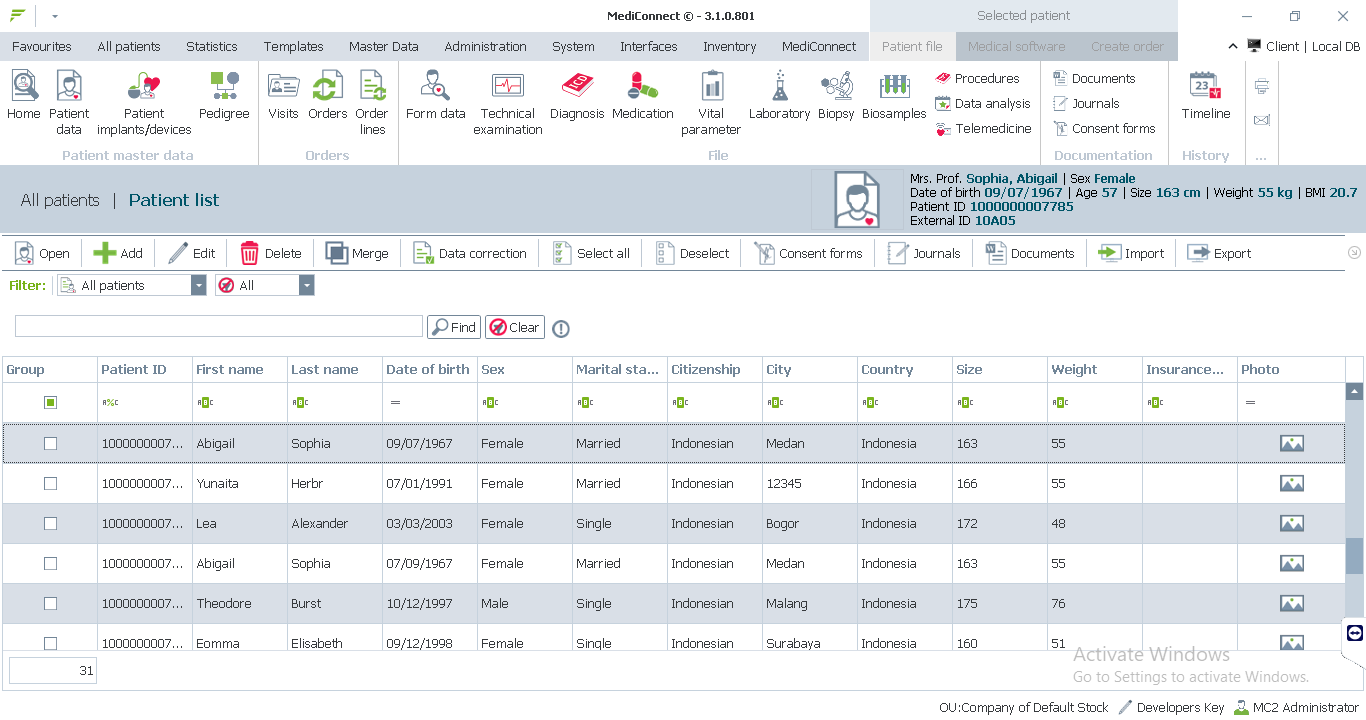 MediConnect © - 3.1.0.801
Selected patient
Favourites All patients Statistics Templates Master Data Administration System Interfaces Inventory MediConnect Patient file Medical software Create order Client | Local DB
Home Patient data Patient implants/devices Pedigree
Patient master data
Visits Orders Order lines
Orders
Form data Technical examination Diagnosis Medication Vital parameter Laboratory Biopsy Biosamples
Procedures
Data analysis
Telemedicine
File
Documents
Journals
Consent forms
Documentation
23
Timeline
History
...
All patients | Patient list
Mrs. Prof. Sophia, Abigail | Sex Female
Date of birth 09/07/1967 | Age 57 | Size 163 cm | Weight 55 kg | BMI 20.7
Patient ID 1000000007785
External ID 10A05
Open Add Edit Delete Merge Data correction Select all Deselect Consent forms Journals Documents Import Export
Filter: All patients All
Find Clear
Group Patient ID First name Last name Date of birth Sex Marital sta... Citizenship City Country Size Weight Insurance... Photo
A%C ABC ABC = ABC ABC ABC ABC ABC ABC ABC ABC =
1000000007... Abigail Sophia 09/07/1967 Female Married Indonesian Medan Indonesia 163 55
1000000007... Yunaita Herbr 07/01/1991 Female Married Indonesian 12345 Indonesia 166 55
1000000007... Lea Alexander 03/03/2003 Female Single Indonesian Bogor Indonesia 172 48
1000000007... Abigail Sophia 07/09/1967 Female Married Indonesian Medan Indonesia 163 55
1000000007... Theodore Burst 10/12/1997 Male Single Indonesian Malang Indonesia 175 76
1000000007... Eomma Elisabeth 09/12/1998 Female Single Indonesian Surabaya Indonesia 160 51
31
Activate Windows
Go to Settings to activate Windows.
OU:Company of Default Stock Developers Key MC2 Administrator